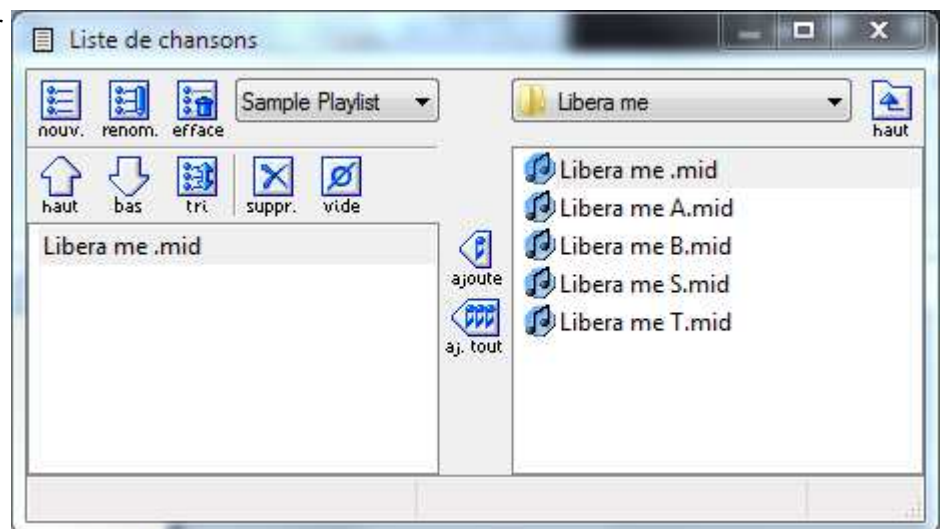 Liste de chansons
nouv. renom. efface Sample Playlist
Libera me haut
haut bas tri suppr. vide
Libera me .mid
ajoute
aj. tout
Libera me .mid
Libera me A.mid
Libera me B.mid
Libera me S.mid
Libera me T.mid